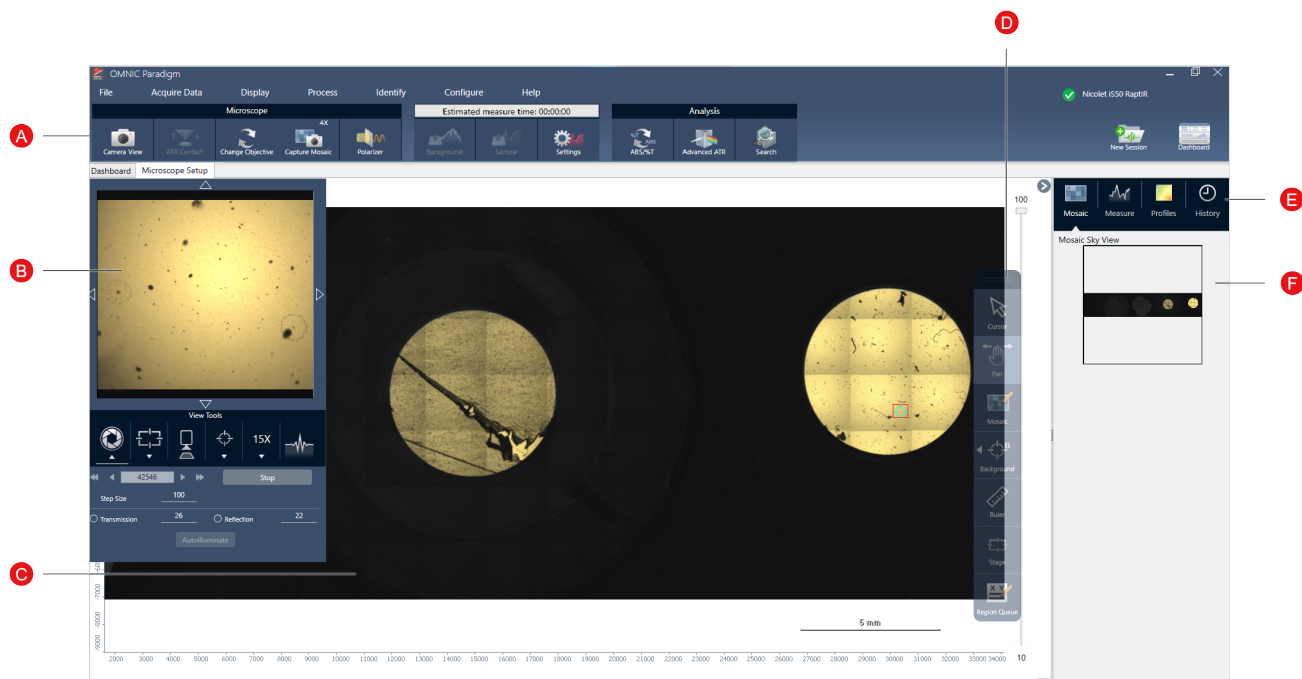 D
OMNIC Paradigm
File Acquire Data Display Process Identify Configure Help
Nicolet iS50 RaptIR
Microscope
Estimated measure time: 00:00:00
Analysis
A
4X
%T
ABS
Camera View
ATR Contact
Change Objective
Capture Mosaic
Polarizer
Background
Sample
Settings
ABS/%T
Advanced ATR
Search
New Session
Dashboard
Dashboard Microscope Setup
100
Mosaic Measure Profiles History
E
Mosaic Sky View
B
F
Cursor
Pan
Mosaic
B
Background
Ruler
Stage
X Y
Region Queue
View Tools
15X
42546 Stop
Step Size 100
Transmission 26 Reflection 22
Autoilluminate
C
-7000
-8000
-9000
5 mm
2000 3000 4000 5000 6000 7000 8000 9000 10000 11000 12000 13000 14000 15000 16000 17000 18000 19000 20000 21000 22000 23000 24000 25000 26000 27000 28000 29000 30000 31000 32000 33000 34000
10